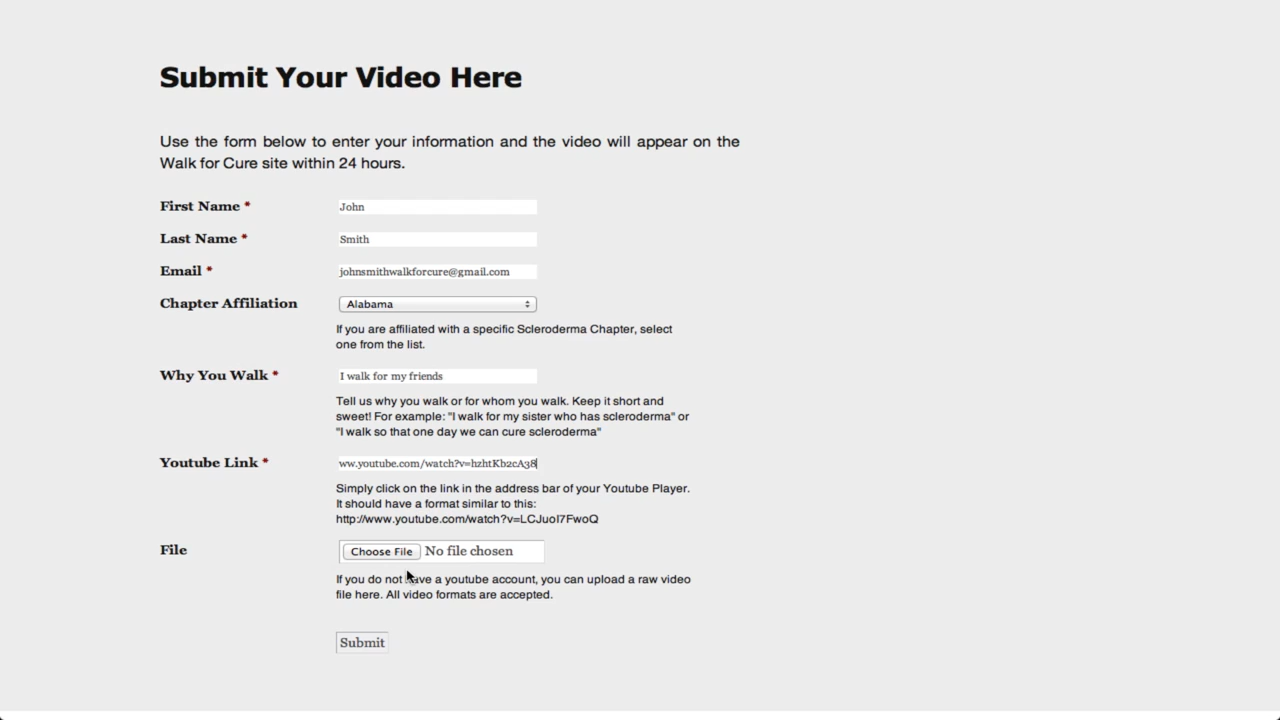 Submit Your Video Here
Use the form below to enter your information and the video will appear on the
Walk for Cure site within 24 hours.
First Name * John
Last Name * Smith
Email * johnsmithwalkforcure@gmail.com
Chapter Affiliation Alabama
If you are affiliated with a specific Scleroderma Chapter, select
one from the list.
Why You Walk * I walk for my friends
Tell us why you walk or for whom you walk. Keep it short and
sweet! For example: "I walk for my sister who has scleroderma" or
"I walk so that one day we can cure scleroderma"
Youtube Link * ww.youtube.com/watch?v=hzhtKb2cA38
Simply click on the link in the address bar of your Youtube Player.
It should have a format similar to this:
http://www.youtube.com/watch?v=LCJuoI7FwoQ
File Choose File No file chosen
If you do not have a youtube account, you can upload a raw video
file here. All video formats are accepted.
Submit